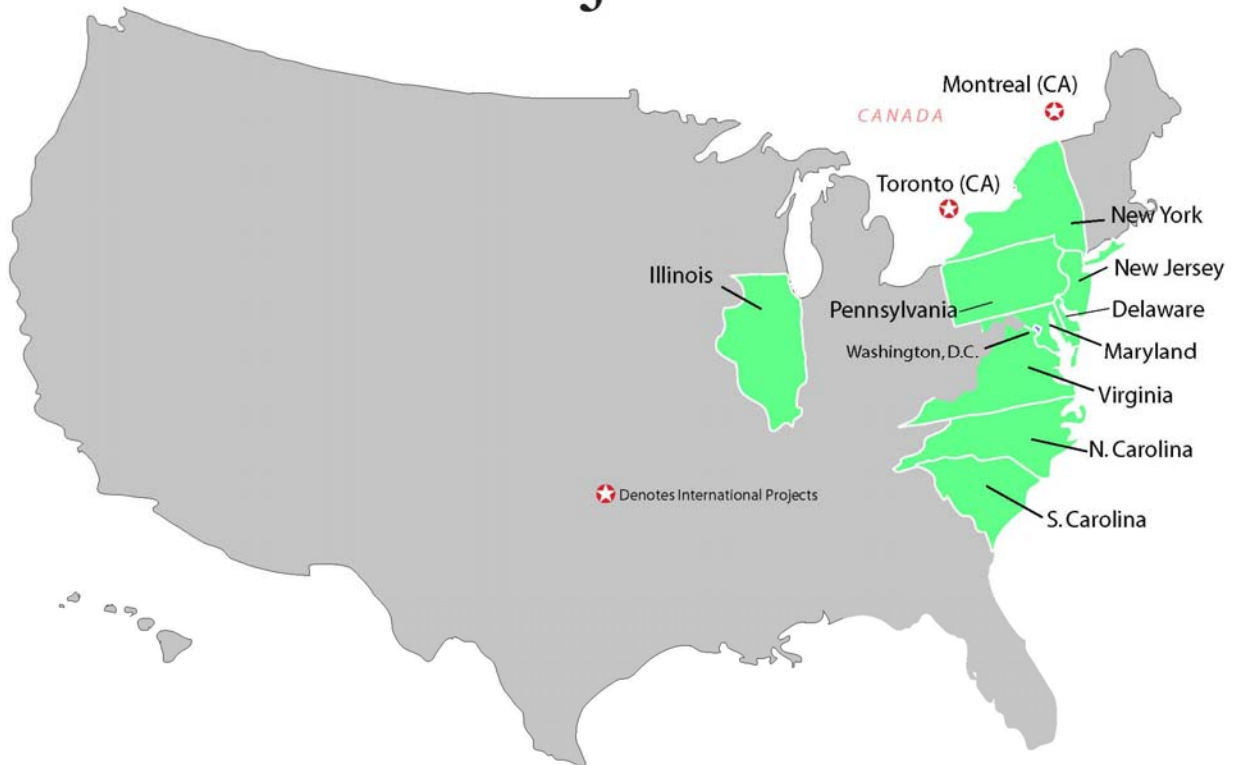 Montreal (CA)
CANADA
Toronto (CA)
New York
Illinois
New Jersey
Pennsylvania
Delaware
Washington, D.C.
Maryland
Virginia
N. Carolina
Denotes International Projects
S. Carolina